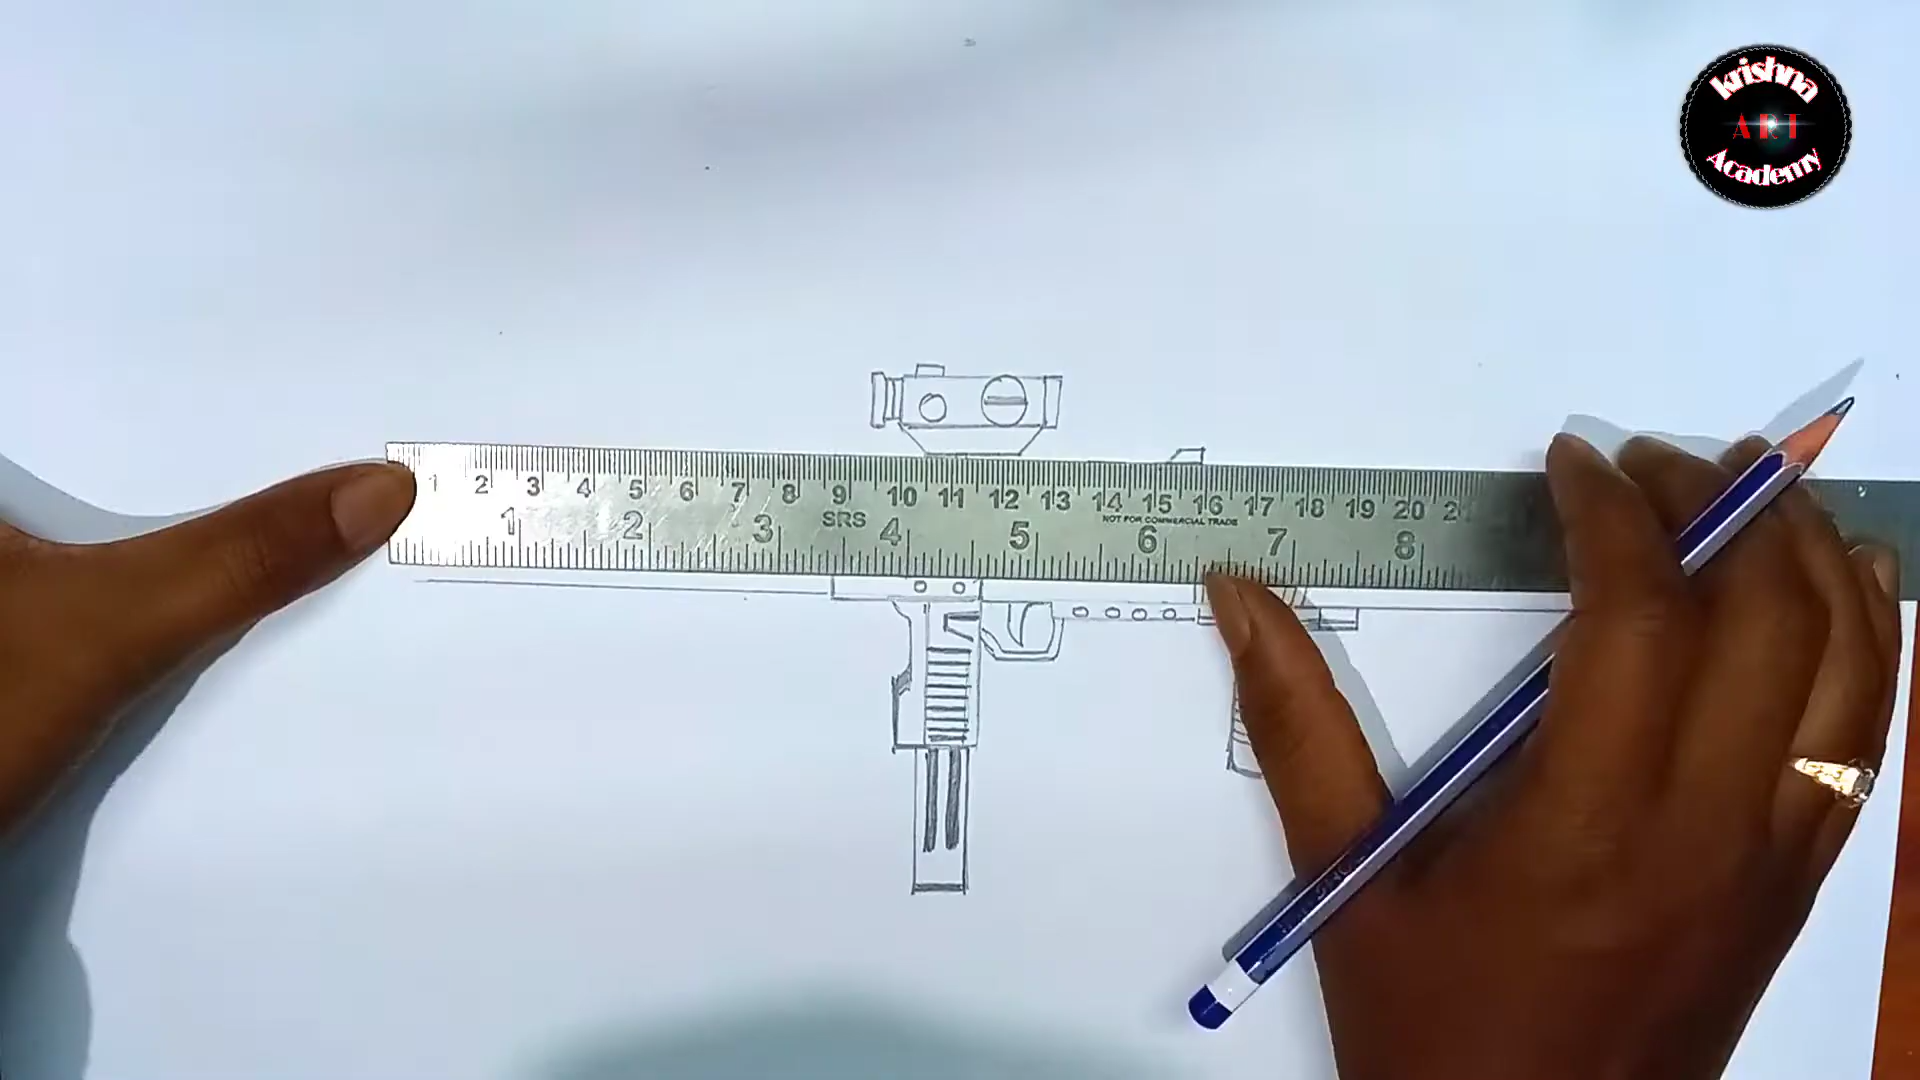 krishna
ART
Academy
1 2 3 4 5 6 7 8 9 10 11 12 13 14 15 16 17 18 19 20
1 2 3 SRS 4 5 6 7 8
NOT FOR COMMERCIAL TRADE